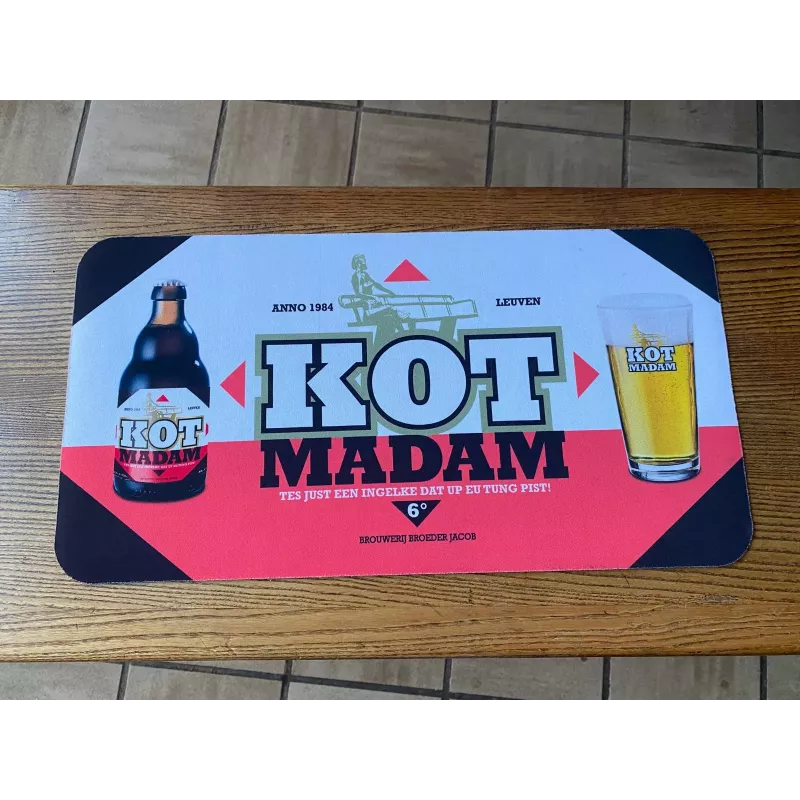 ANNO 1984
LEUVEN
KOT
MADAM
TES JUST EEN INGELKE DAT UP EU TUNG PIST!
6°
BROUWERIJ BROEDER JACOB
LEUVEN
KOT
MADAM
KOT
MADAM